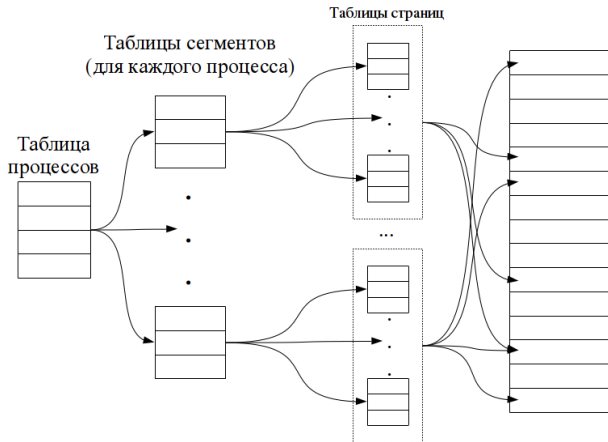 Таблицы страниц
Таблицы сегментов
(для каждого процесса)
Таблица
процессов
...